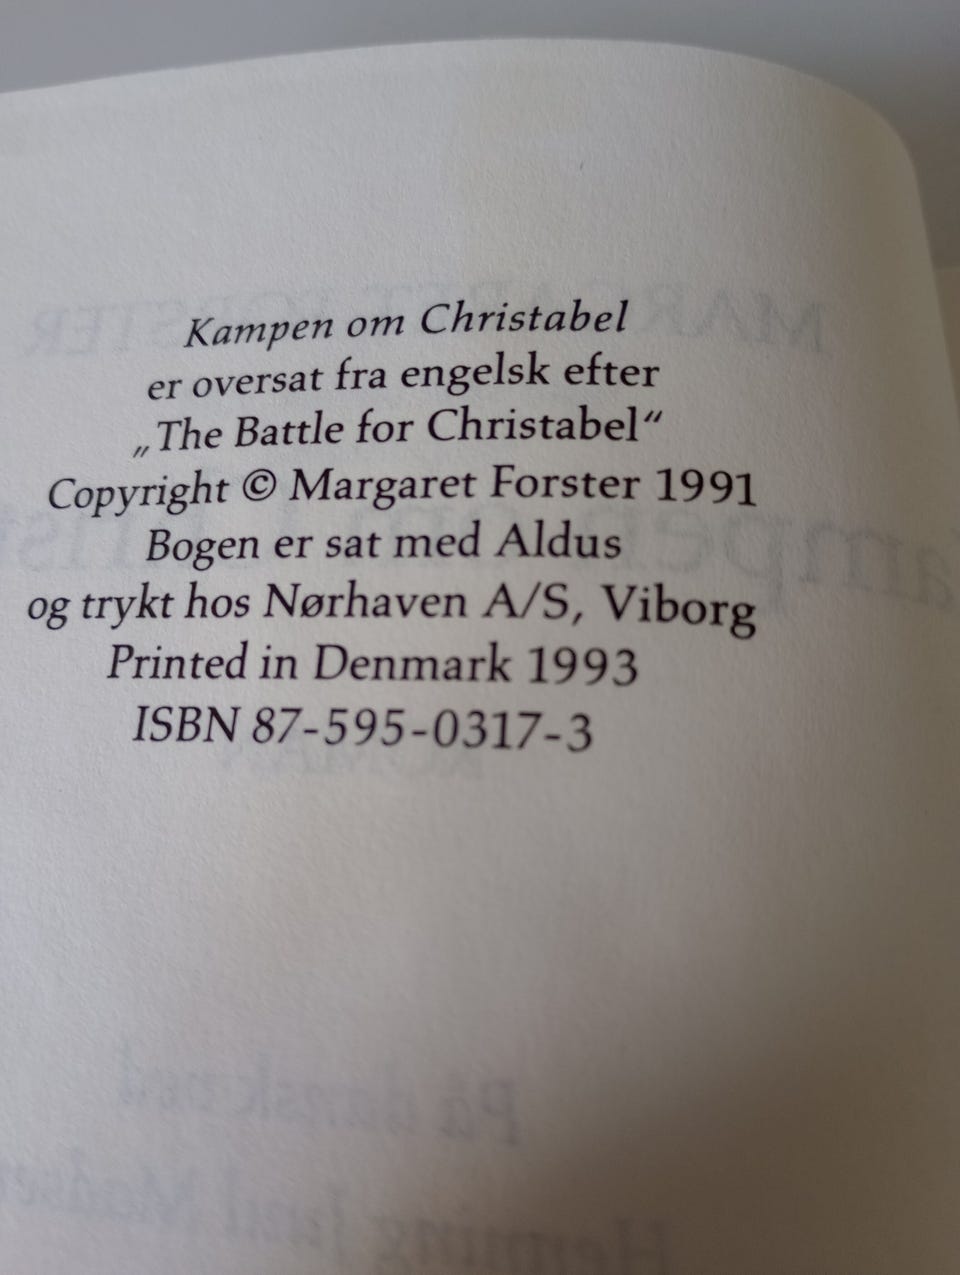 Kampen om Christabel
er oversat fra engelsk efter
„The Battle for Christabel“
Copyright © Margaret Forster 1991
Bogen er sat med Aldus
og trykt hos Nørhaven A/S, Viborg
Printed in Denmark 1993
ISBN 87-595-0317-3